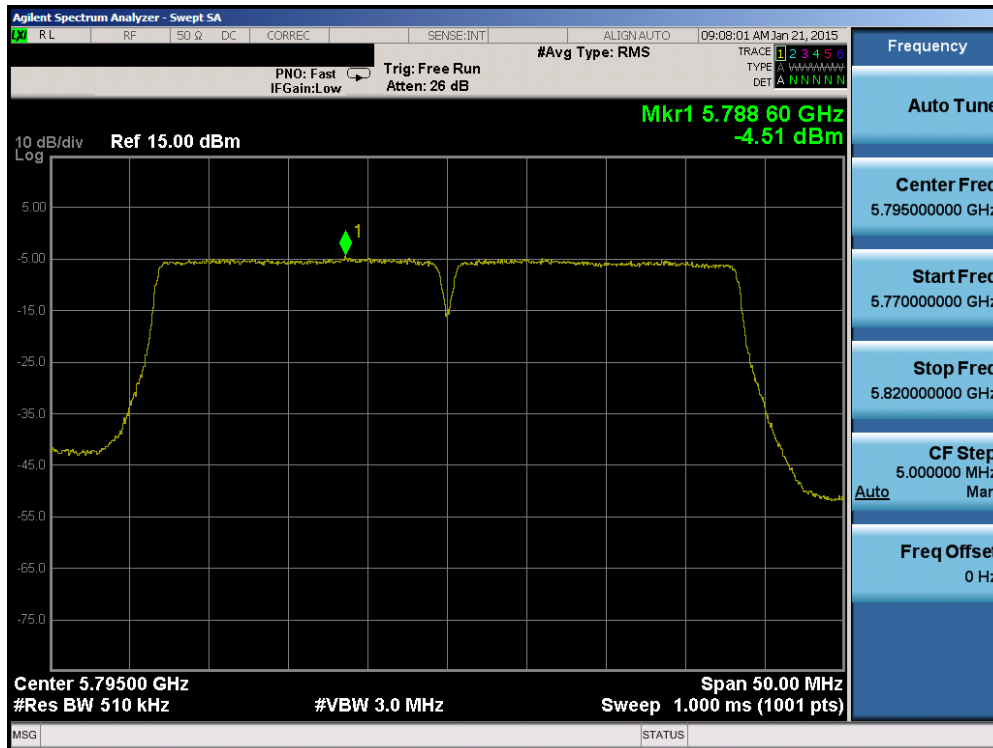 Agilent Spectrum Analyzer - Swept SA
LXI RL RF 50 Ω DC CORREC SENSE:INT ALIGN AUTO 09:08:01 AM Jan 21, 2015
#Avg Type: RMS
TRACE 1 2 3 4 5 6
PNO: Fast Trig: Free Run TYPE A WWWWW
IFGain:Low Atten: 26 dB DET A N N N N N
Mkr1 5.788 60 GHz
-4.51 dBm
10 dB/div Ref 15.00 dBm
Log
1
5.00
-5.00
-15.0
-25.0
-35.0
-45.0
-55.0
-65.0
-75.0
Center 5.79500 GHz Span 50.00 MHz
#Res BW 510 kHz #VBW 3.0 MHz Sweep 1.000 ms (1001 pts)
MSG STATUS
Frequency
Auto Tune
Center Freq
5.795000000 GHz
Start Freq
5.770000000 GHz
Stop Freq
5.820000000 GHz
CF Step
5.000000 MHz
Auto Man
Freq Offset
0 Hz